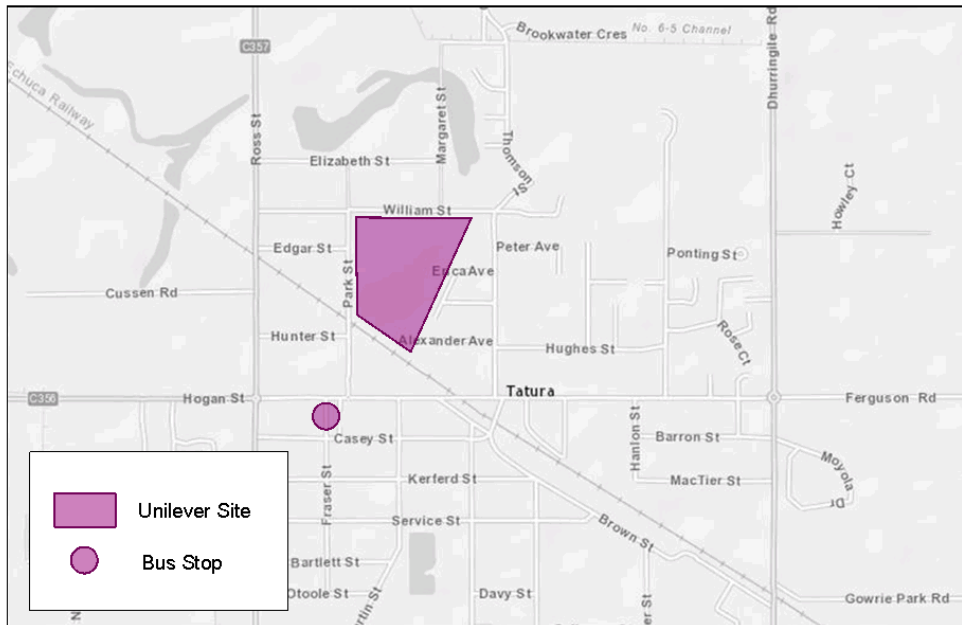 Brookwater Cres
No. 6-5 Channel
Dhurringile Rd
C357
Echuca Railway
Ross St
Margaret St
Thomson St
Elizabeth St
Howley Ct
William St
Edgar St
Peter Ave
Ponting St
Park St
Erica Ave
Cussen Rd
Hunter St
Alexander Ave
Hughes St
Rose Ct
Tatura
C356
Hogan St
Ferguson Rd
Casey St
Hanlon St
Barron St
Moyola Dr
Fraser St
Kerferd St
MacTier St
Unilever Site
Service St
Brown St
Bus Stop
Bartlett St
Otoole St
Davy St
Gowrie Park Rd